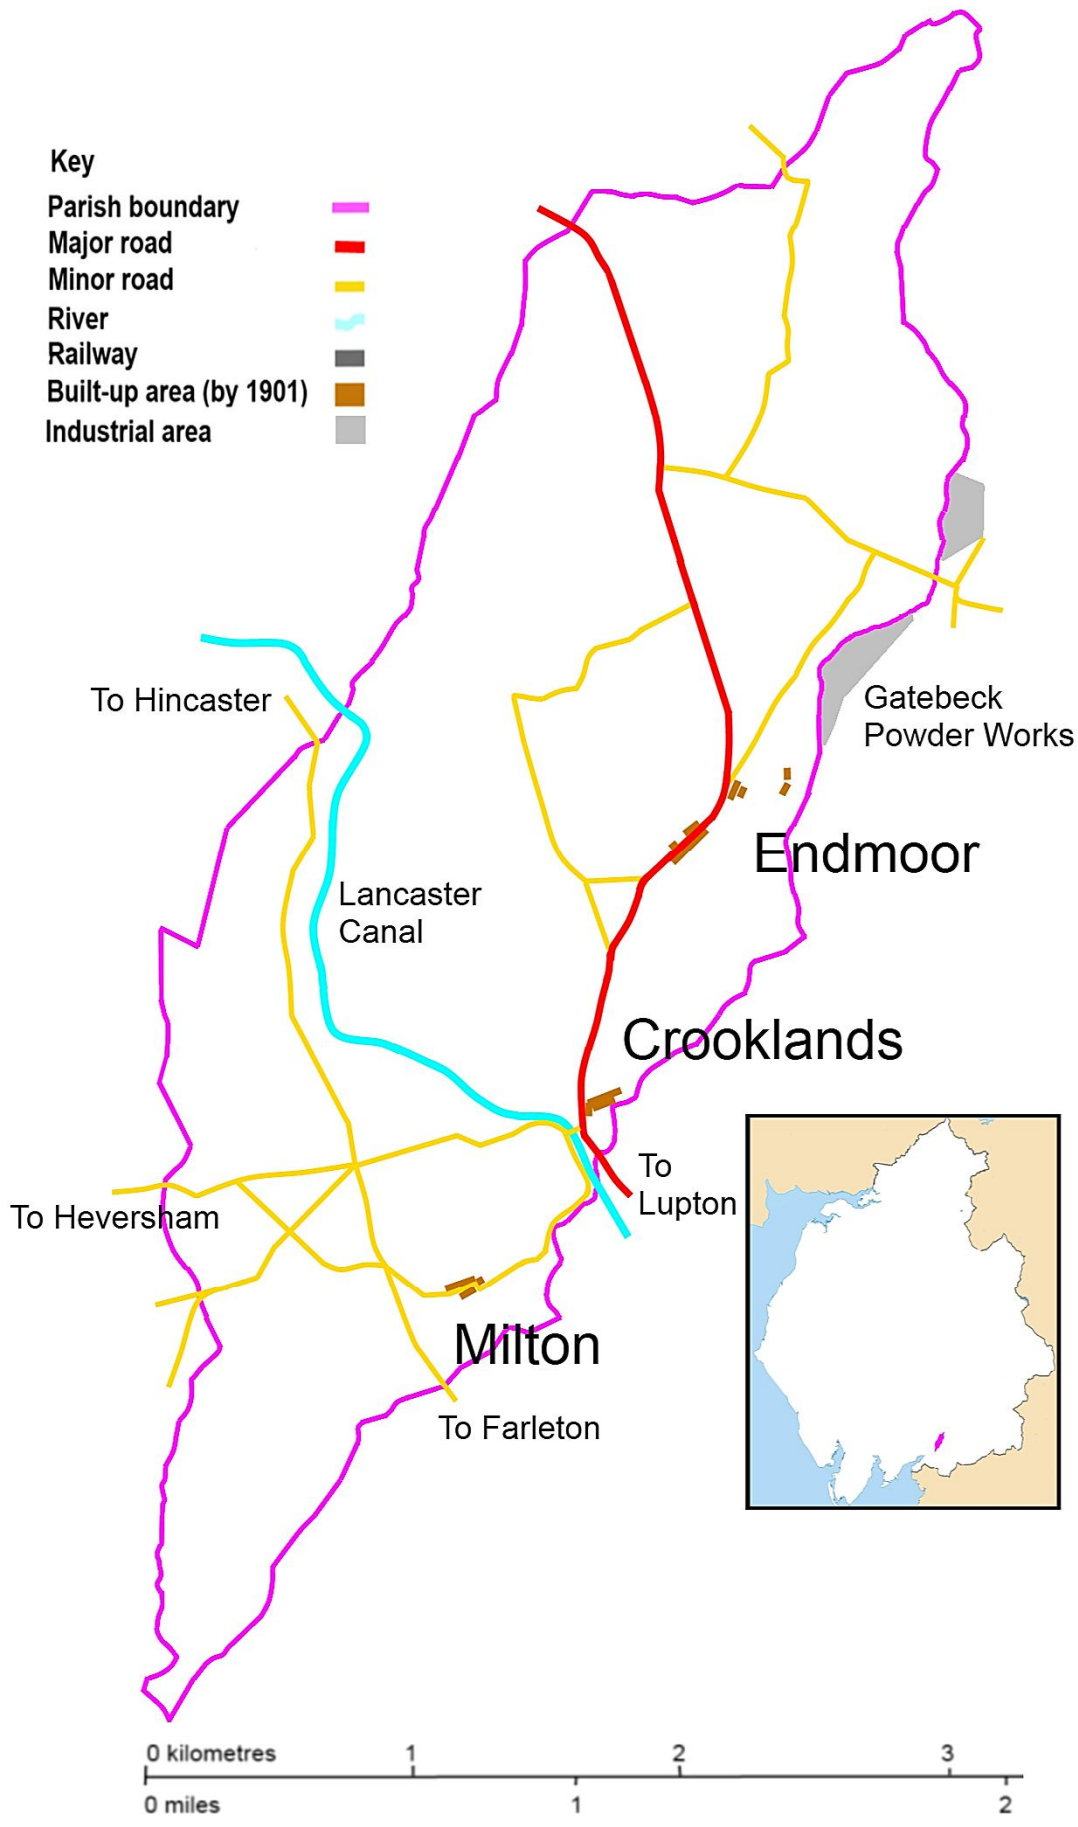 Key
Parish boundary
Major road
Minor road
River
Railway
Built-up area (by 1901)
Industrial area
To Hincaster
Gatebeck
Powder Works
Endmoor
Lancaster
Canal
Crooklands
To
Lupton
To Heversham
Milton
To Farleton
0 kilometres 1 2 3
0 miles 1 2